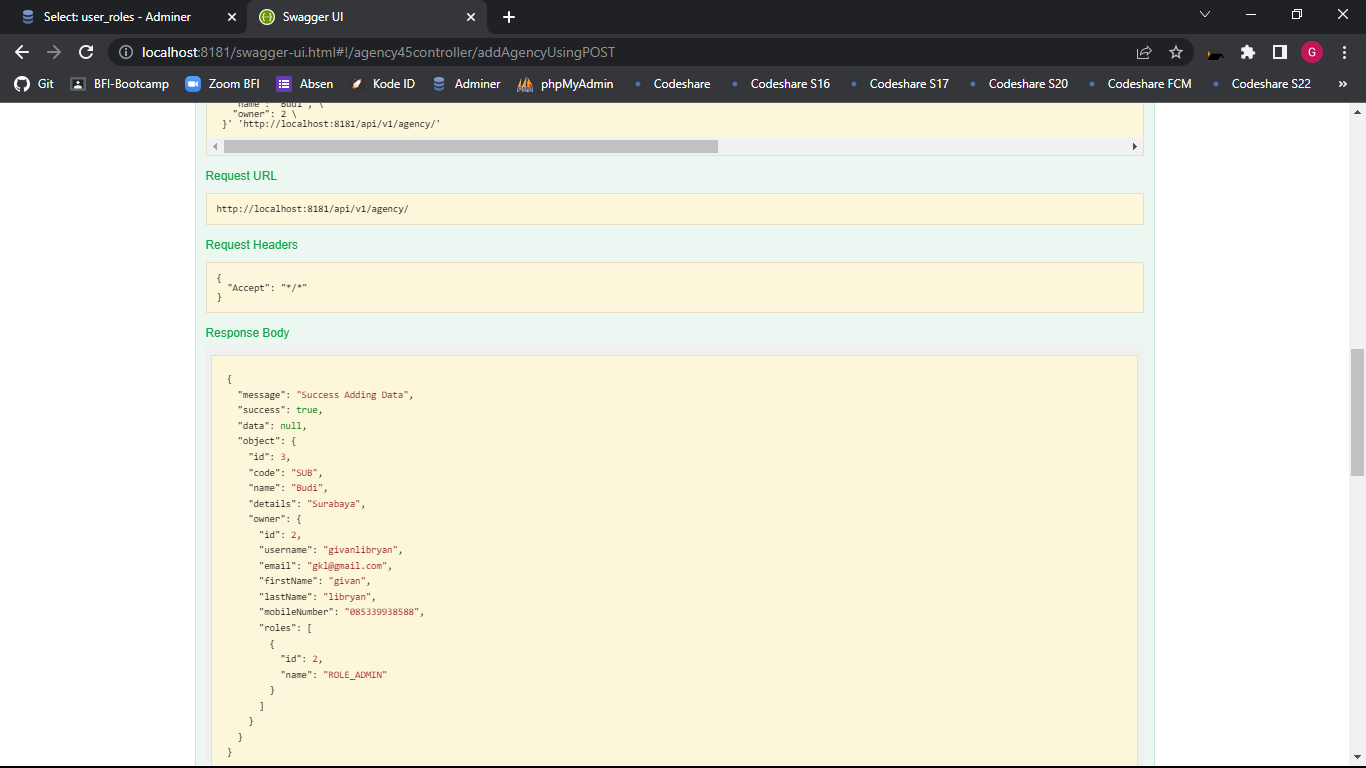 Select: user_roles - Adminer
Swagger UI
localhost:8181/swagger-ui.html#!/agency45controller/addAgencyUsingPOST
G
Git
BFI-Bootcamp
Zoom BFI
Absen
Kode ID
Adminer
phpMyAdmin
Codeshare
Codeshare S16
Codeshare S17
Codeshare S20
Codeshare FCM
Codeshare S22
»
"name": "Budi", \
"owner": 2 \
}' 'http://localhost:8181/api/v1/agency/'
Request URL
http://localhost:8181/api/v1/agency/
Request Headers
{
"Accept": "*/*"
}
Response Body
{
"message": "Success Adding Data",
"success": true,
"data": null,
"object": {
"id": 3,
"code": "SUB",
"name": "Budi",
"details": "Surabaya",
"owner": {
"id": 2,
"username": "givanlibryan",
"email": "gkl@gmail.com",
"firstName": "givan",
"lastName": "libryan",
"mobileNumber": "085339938588",
"roles": [
{
"id": 2,
"name": "ROLE_ADMIN"
}
]
}
}
}